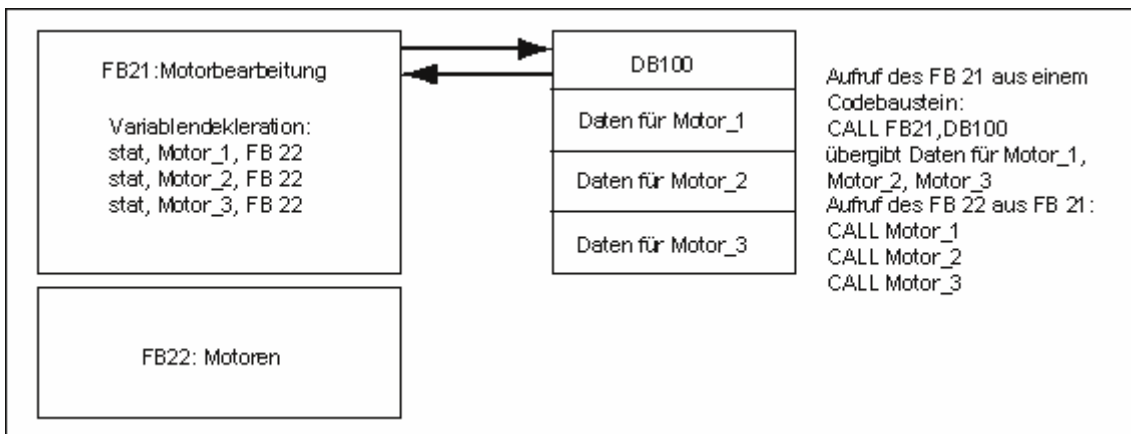 FB21:Motorbearbeitung
Variablendekleration:
stat, Motor_1, FB 22
stat, Motor_2, FB 22
stat, Motor_3, FB 22
DB100
Daten für Motor_1
Daten für Motor_2
Daten für Motor_3
Aufruf des FB 21 aus einem
Codebaustein:
CALL FB21,DB100
übergibt Daten für Motor_1,
Motor_2, Motor_3
Aufruf des FB 22 aus FB 21:
CALL Motor_1
CALL Motor_2
CALL Motor_3
FB22: Motoren